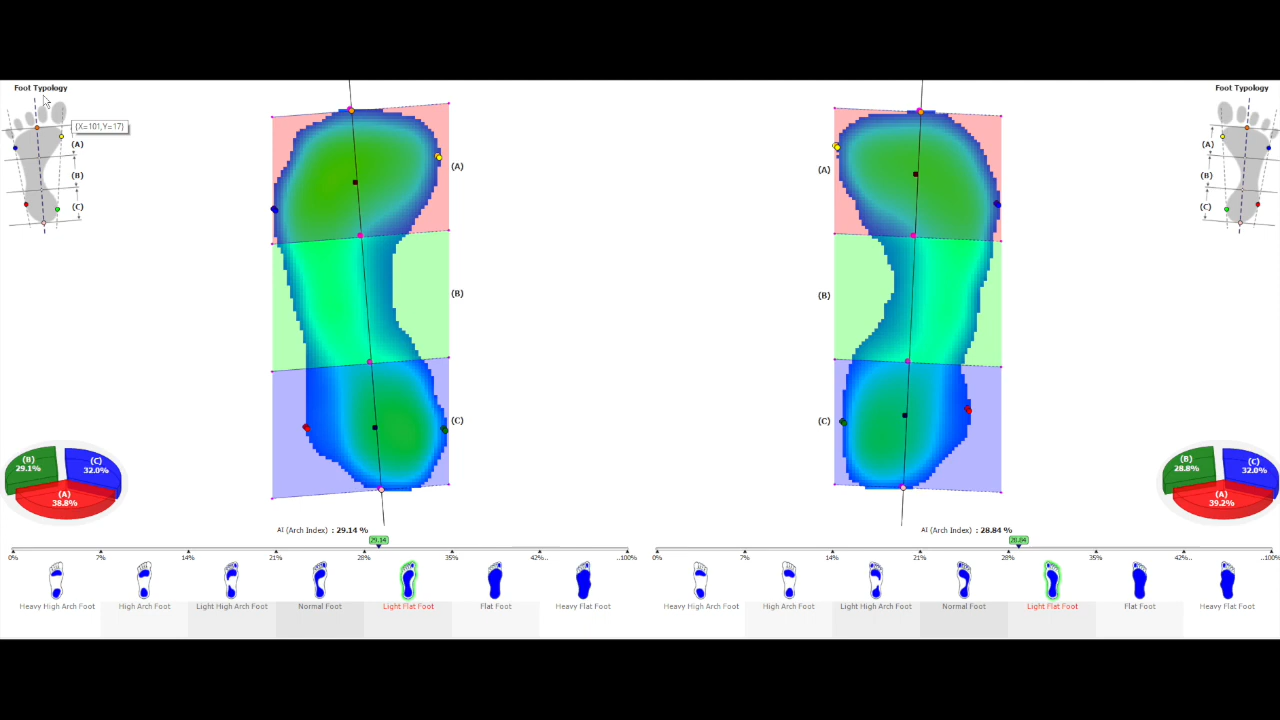 Foot Typology
Foot Typology
{X=101,Y=17}
(A)
(B)
(C)
(A)
(B)
(C)
(A)
(B)
(C)
(A)
(B)
(C)
(B)
29.1%
(C)
32.0%
(A)
38.8%
(B)
28.8%
(C)
32.0%
(A)
39.2%
AI (Arch Index) : 29.14 %
AI (Arch Index) : 28.84 %
29.14
28.84
0% 7% 14% 21% 28% 35% 42%... ...100%
0% 7% 14% 21% 28% 35% 42%... ...100%
Heavy High Arch Foot High Arch Foot Light High Arch Foot Normal Foot Light Flat Foot Flat Foot Heavy Flat Foot
Heavy High Arch Foot High Arch Foot Light High Arch Foot Normal Foot Light Flat Foot Flat Foot Heavy Flat Foot